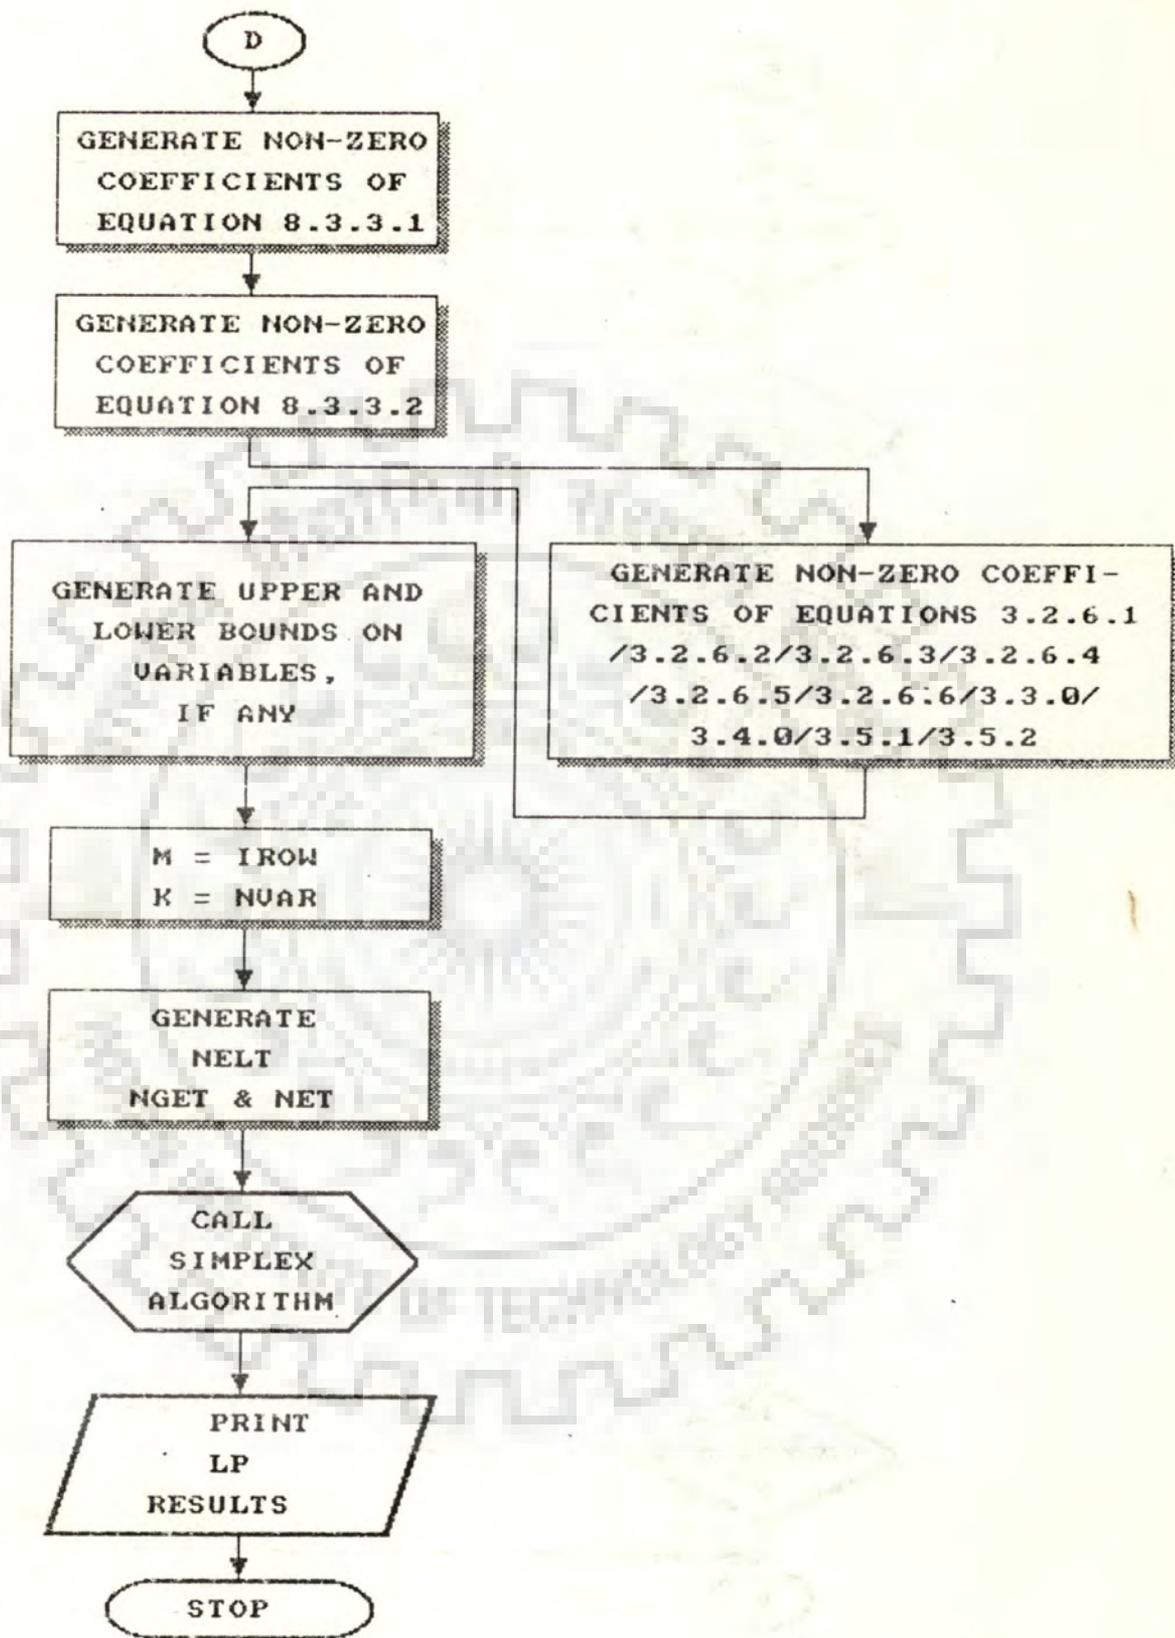 D
GENERATE NON-ZERO
COEFFICIENTS OF
EQUATION 8.3.3.1
GENERATE NON-ZERO
COEFFICIENTS OF
EQUATION 8.3.3.2
GENERATE NON-ZERO COEFFI-
CIENTS OF EQUATIONS 3.2.6.1
/3.2.6.2/3.2.6.3/3.2.6.4
/3.2.6.5/3.2.6.6/3.3.0/
3.4.0/3.5.1/3.5.2
GENERATE UPPER AND
LOWER BOUNDS ON
VARIABLES,
IF ANY
M = IROW
K = NVAR
GENERATE
NELT
NGET & NET
CALL
SIMPLEX
ALGORITHM
PRINT
LP
RESULTS
STOP
OF TECHNOLOGY